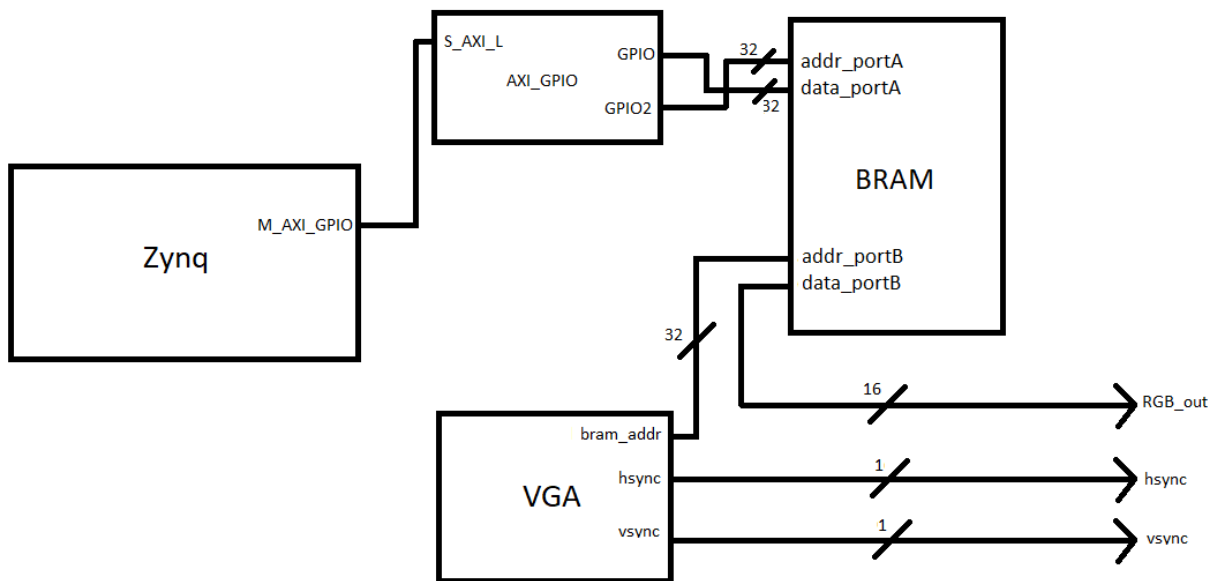 S_AXI_L
GPIO
AXI_GPIO
GPIO2
32
32
addr_portA
data_portA
BRAM
M_AXI_GPIO
Zynq
addr_portB
data_portB
32
16
RGB_out
bram_addr
hsync
1
hsync
VGA
vsync
1
vsync